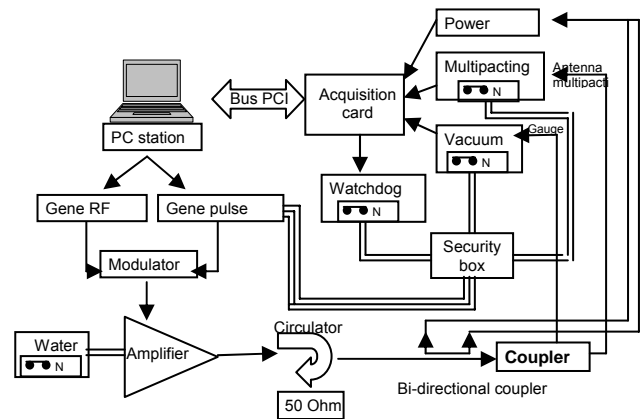 Power
Multipacting
N
Antenna
multipacti
Bus PCI
Acquisition
card
PC station
Vacuum
N
Gauge
Watchdog
N
Gene RF
Gene pulse
Security
box
Modulator
Water
N
Amplifier
Circulator
50 Ohm
Coupler
Bi-directional coupler